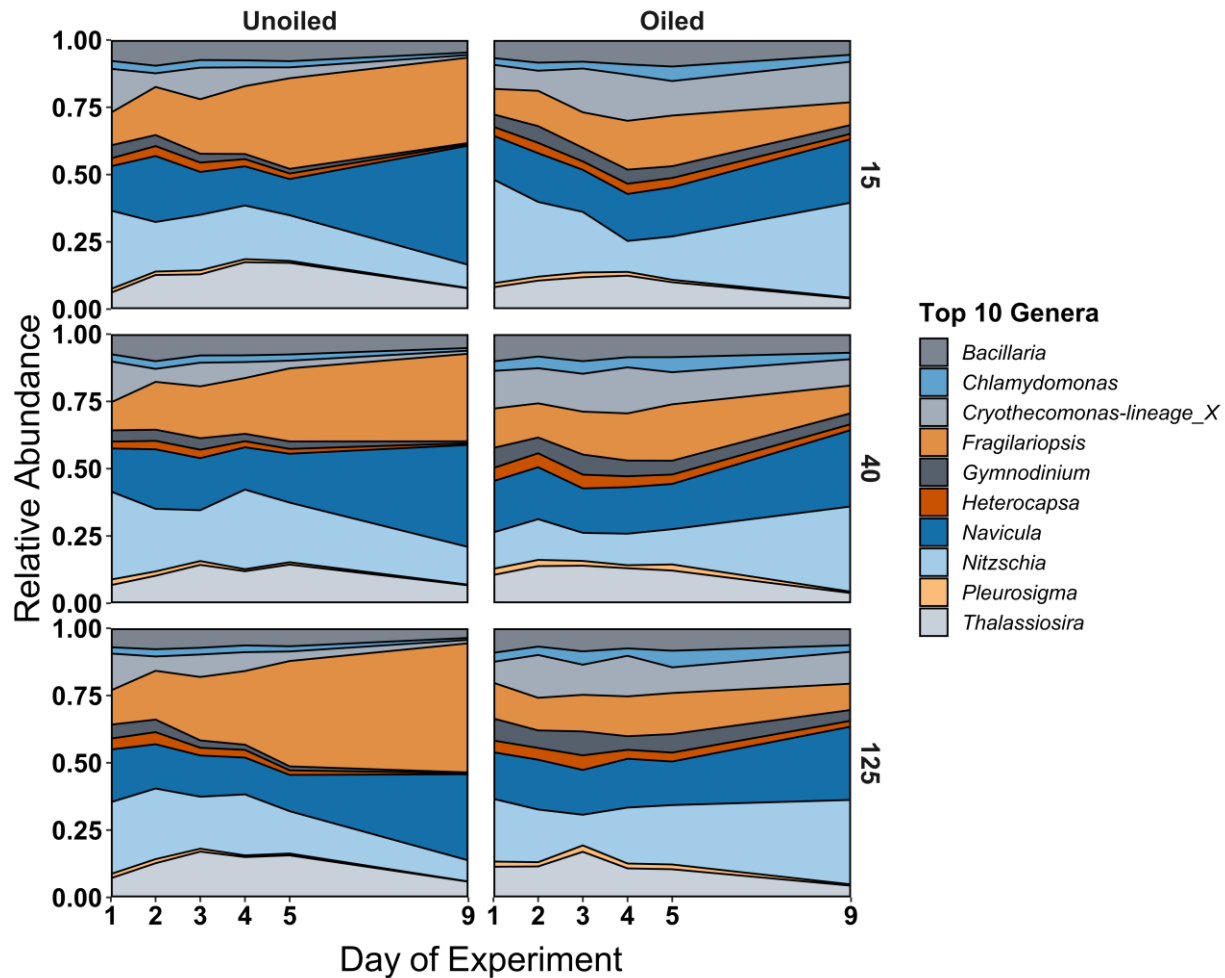 Unoiled
Oiled
1.00
0.75
0.50
0.25
0.00
15
1.00
0.75
0.50
0.25
0.00
40
1.00
0.75
0.50
0.25
0.00
125
Relative Abundance
1 2 3 4 5 9
1 2 3 4 5 9
Day of Experiment
Top 10 Genera
Bacillaria
Chlamydomonas
Cryothecomonas-lineage_X
Fragilariopsis
Gymnodinium
Heterocapsa
Navicula
Nitzschia
Pleurosigma
Thalassiosira